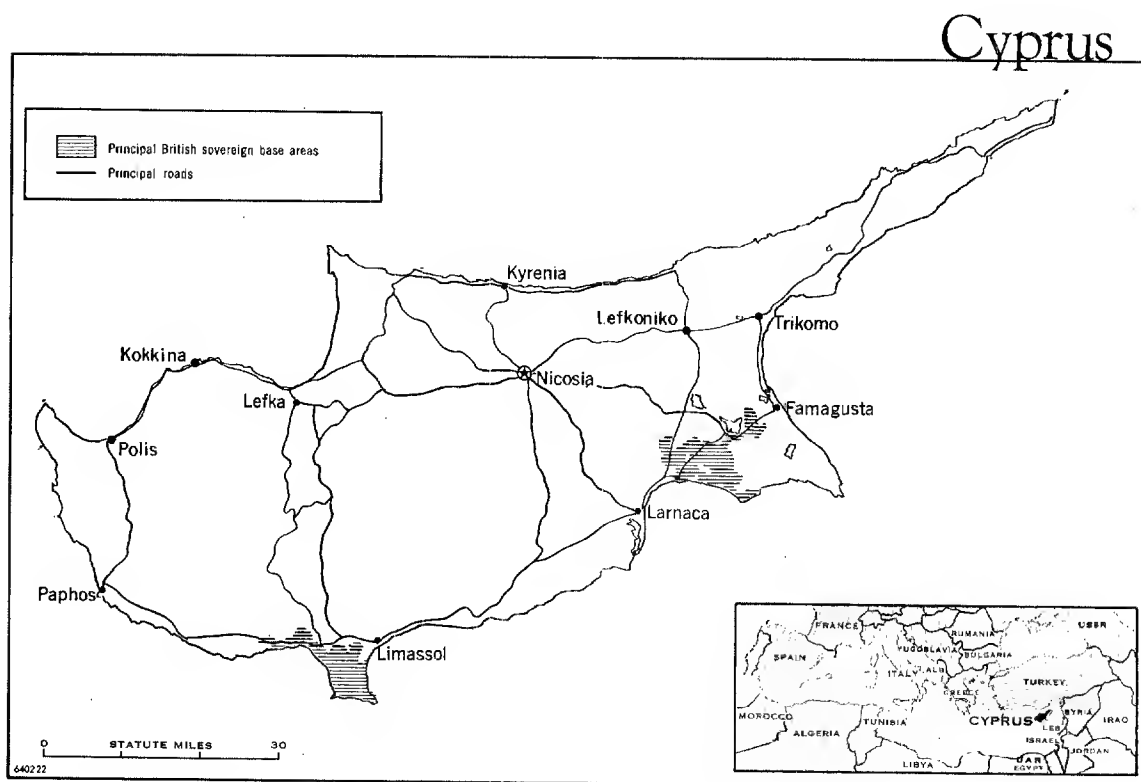 Cyprus
Principal British sovereign base areas
Principal roads
Kyrenia
Lefkoniko
Trikomo
Kokkina
Nicosia
Lefka
Famagusta
Polis
Larnaca
Paphos
Limassol
FRANCE
USSR
RUMANIA
YUGOSLAVIA
BULGARIA
SPAIN
ITALY
ALB
GREECE
TURKEY
MOROCCO
ALGERIA
TUNISIA
CYPRUS
SYRIA
LEB
IRAQ
ISRAEL
JORDAN
LIBYA
UAR
EGYPT
0 STATUTE MILES 30
640222